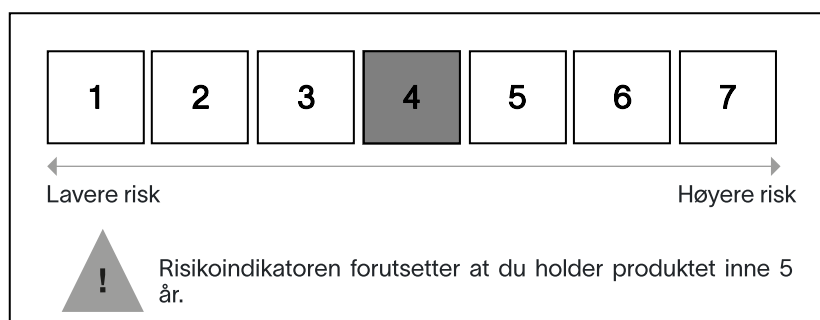 1 2 3 4 5 6 7
Lavere risk Høyere risk
! Risikoindikatoren forutsetter at du holder produktet inne 5
år.